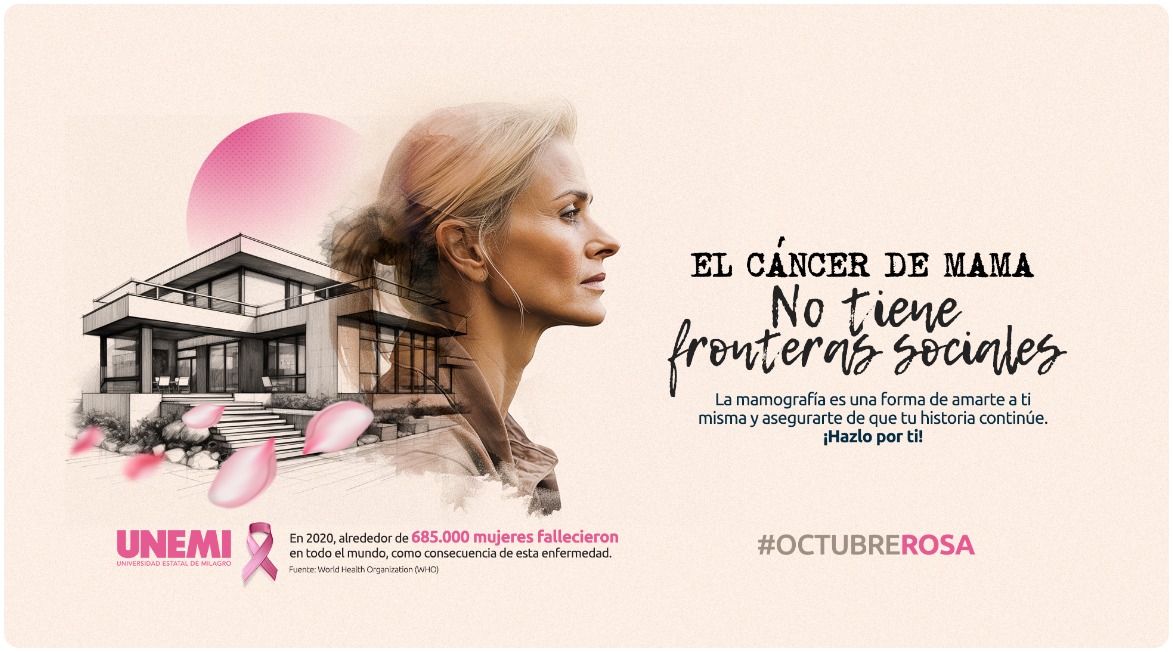 EL CÁNCER DE MAMA
No tiene
fronteras sociales
La mamografía es una forma de amarte a ti
misma y asegurarte de que tu historia continúe.
¡Hazlo por ti!
UNEMI
UNIVERSIDAD ESTATAL DE MILAGRO
En 2020, alrededor de 685.000 mujeres fallecieron
en todo el mundo, como consecuencia de esta enfermedad.
Fuente: World Health Organization (WHO)
#OCTUBREROSA